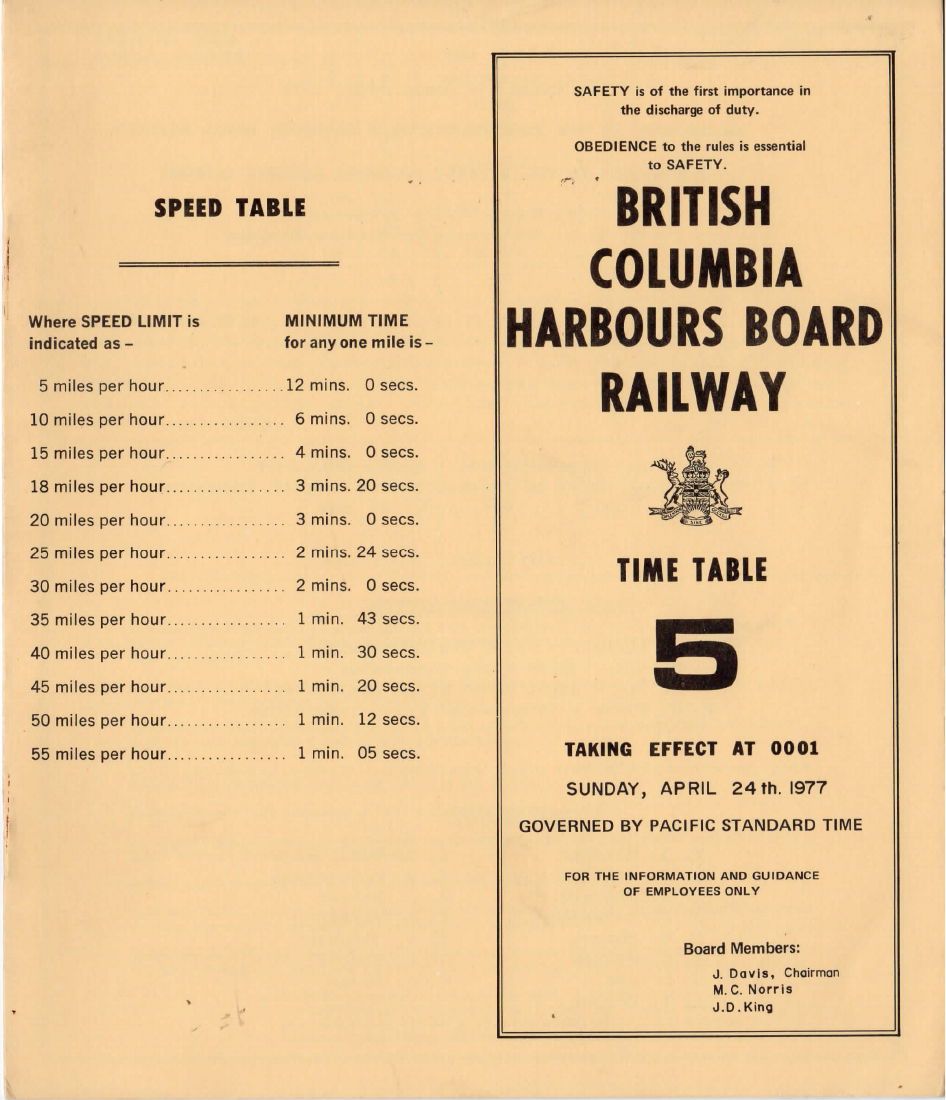 SPEED TABLE
Where SPEED LIMIT is indicated as –
MINIMUM TIME for any one mile is –
5 miles per hour................12 mins. 0 secs.
10 miles per hour................. 6 mins. 0 secs.
15 miles per hour................. 4 mins. 0 secs.
18 miles per hour................. 3 mins. 20 secs.
20 miles per hour................. 3 mins. 0 secs.
25 miles per hour................. 2 mins. 24 secs.
30 miles per hour................. 2 mins. 0 secs.
35 miles per hour................. 1 min. 43 secs.
40 miles per hour................. 1 min. 30 secs.
45 miles per hour................. 1 min. 20 secs.
50 miles per hour................. 1 min. 12 secs.
55 miles per hour................. 1 min. 05 secs.
SAFETY is of the first importance in
the discharge of duty.
OBEDIENCE to the rules is essential
to SAFETY.
BRITISH
COLUMBIA
HARBOURS BOARD
RAILWAY
TIME TABLE
5
TAKING EFFECT AT 0001
SUNDAY, APRIL 24th. 1977
GOVERNED BY PACIFIC STANDARD TIME
FOR THE INFORMATION AND GUIDANCE
OF EMPLOYEES ONLY
Board Members:
J. Davis, Chairman
M. C. Norris
J.D. King